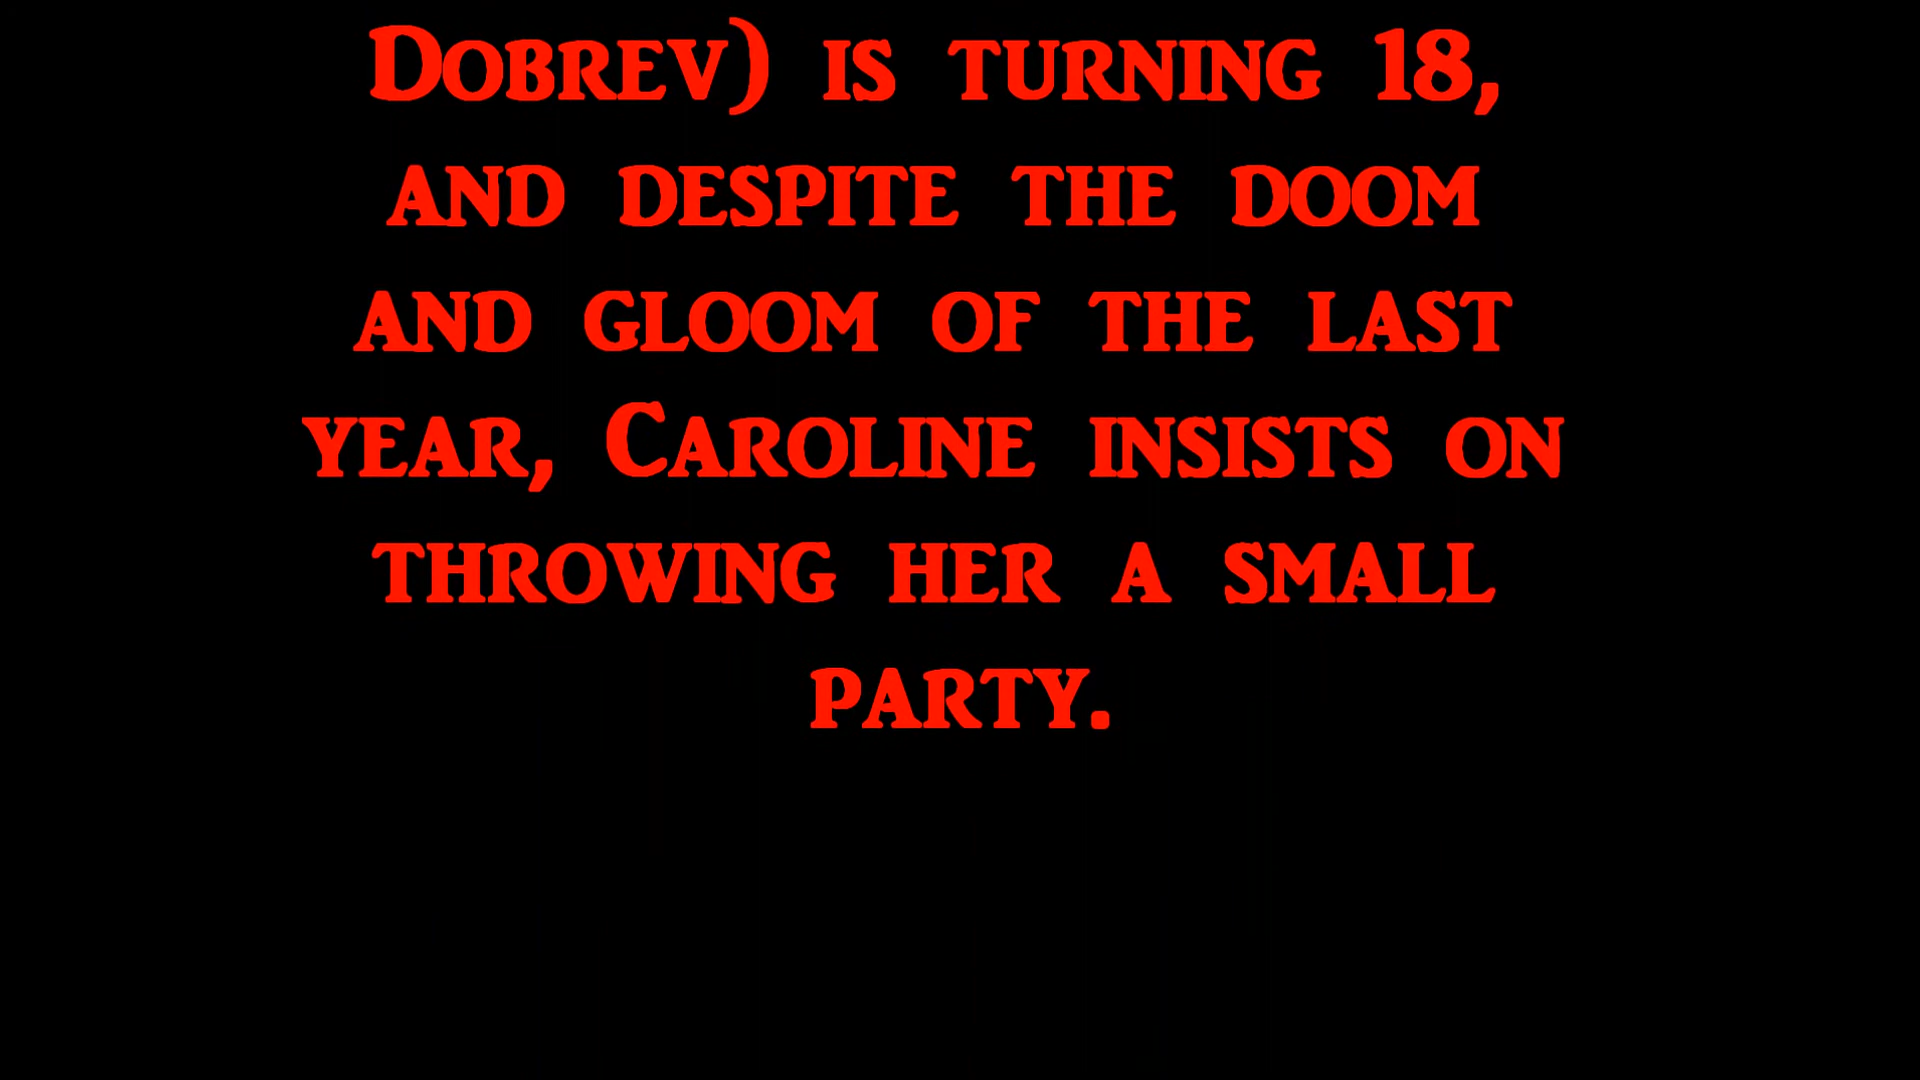 Dobrev) is turning 18,
and despite the doom
and gloom of the last
year, Caroline insists on
throwing her a small
party.